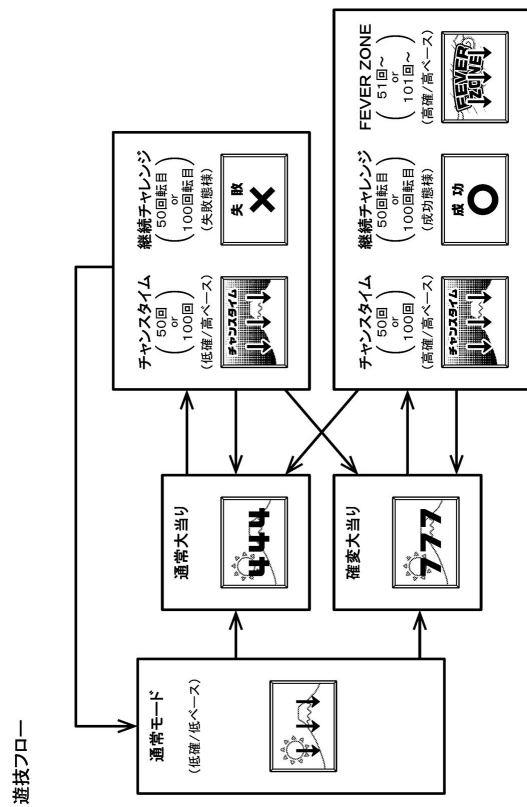 遊技フロー
通常モード
(低確/低ベース)
通常大当り
444
確変大当り
777
チャンスタイム
50回
or
100回
(低確/高ベース)
チャンスタイム
継続チャレンジ
50回転目
or
100回転目
(失敗態様)
失敗
×
チャンスタイム
50回
or
100回
(高確/高ベース)
チャンスタイム
継続チャレンジ
50回転目
or
100回転目
(成功態様)
成功
○
FEVER ZONE
51回~
or
101回~
(高確/高ベース)
FEVER
ZONE